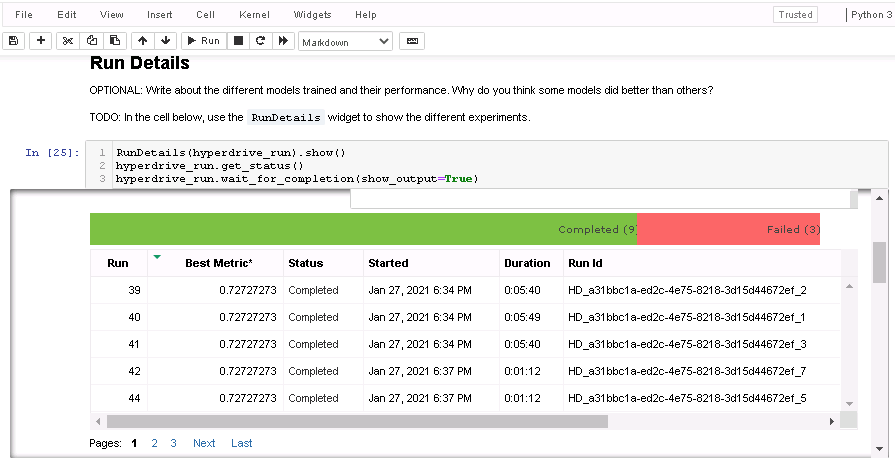 File Edit View Insert Cell Kernel Widgets Help Trusted Python 3
Run Markdown
Run Details
OPTIONAL: Write about the different models trained and their performance. Why do you think some models did better than others?
TODO: In the cell below, use the RunDetails widget to show the different experiments.
In [25]: 1 RunDetails(hyperdrive_run).show()
2 hyperdrive_run.get_status()
3 hyperdrive_run.wait_for_completion(show_output=True)
Completed (9) Failed (3)
Run Best Metric* Status Started Duration Run Id
39 0.72727273 Completed Jan 27, 2021 6:34 PM 0:05:40 HD_a31bbc1a-ed2c-4e75-8218-3d15d44672ef_2
40 0.72727273 Completed Jan 27, 2021 6:34 PM 0:05:49 HD_a31bbc1a-ed2c-4e75-8218-3d15d44672ef_1
41 0.72727273 Completed Jan 27, 2021 6:34 PM 0:05:40 HD_a31bbc1a-ed2c-4e75-8218-3d15d44672ef_3
42 0.72727273 Completed Jan 27, 2021 6:37 PM 0:01:12 HD_a31bbc1a-ed2c-4e75-8218-3d15d44672ef_7
44 0.72727273 Completed Jan 27, 2021 6:37 PM 0:01:12 HD_a31bbc1a-ed2c-4e75-8218-3d15d44672ef_5
Pages: 1 2 3 Next Last